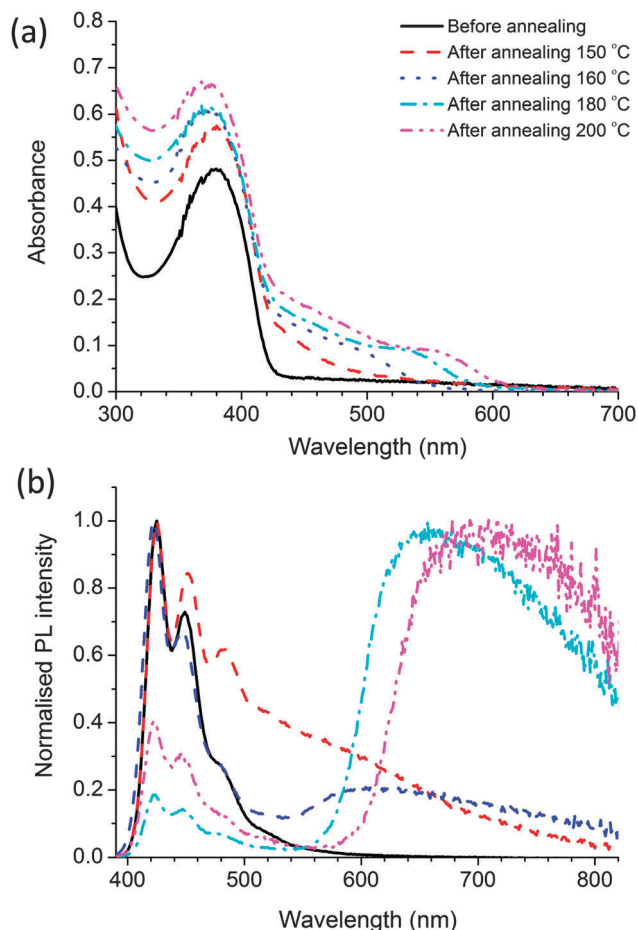 (a)
Before annealing
After annealing 150 °C
After annealing 160 °C
After annealing 180 °C
After annealing 200 °C
Absorbance
0.8
0.7
0.6
0.5
0.4
0.3
0.2
0.1
0.0
300 400 500 600 700
Wavelength (nm)
(b)
Normalised PL intensity
1.0
0.8
0.6
0.4
0.2
0.0
400 500 600 700 800
Wavelength (nm)